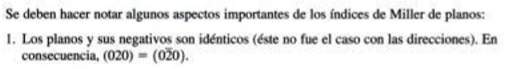 Se deben hacer notar algunos aspectos importantes de los índices de Miller de planos:
1. Los planos y sus negativos son idénticos (éste no fue el caso con las direcciones). En
consecuencia, (020) = (02̅0).